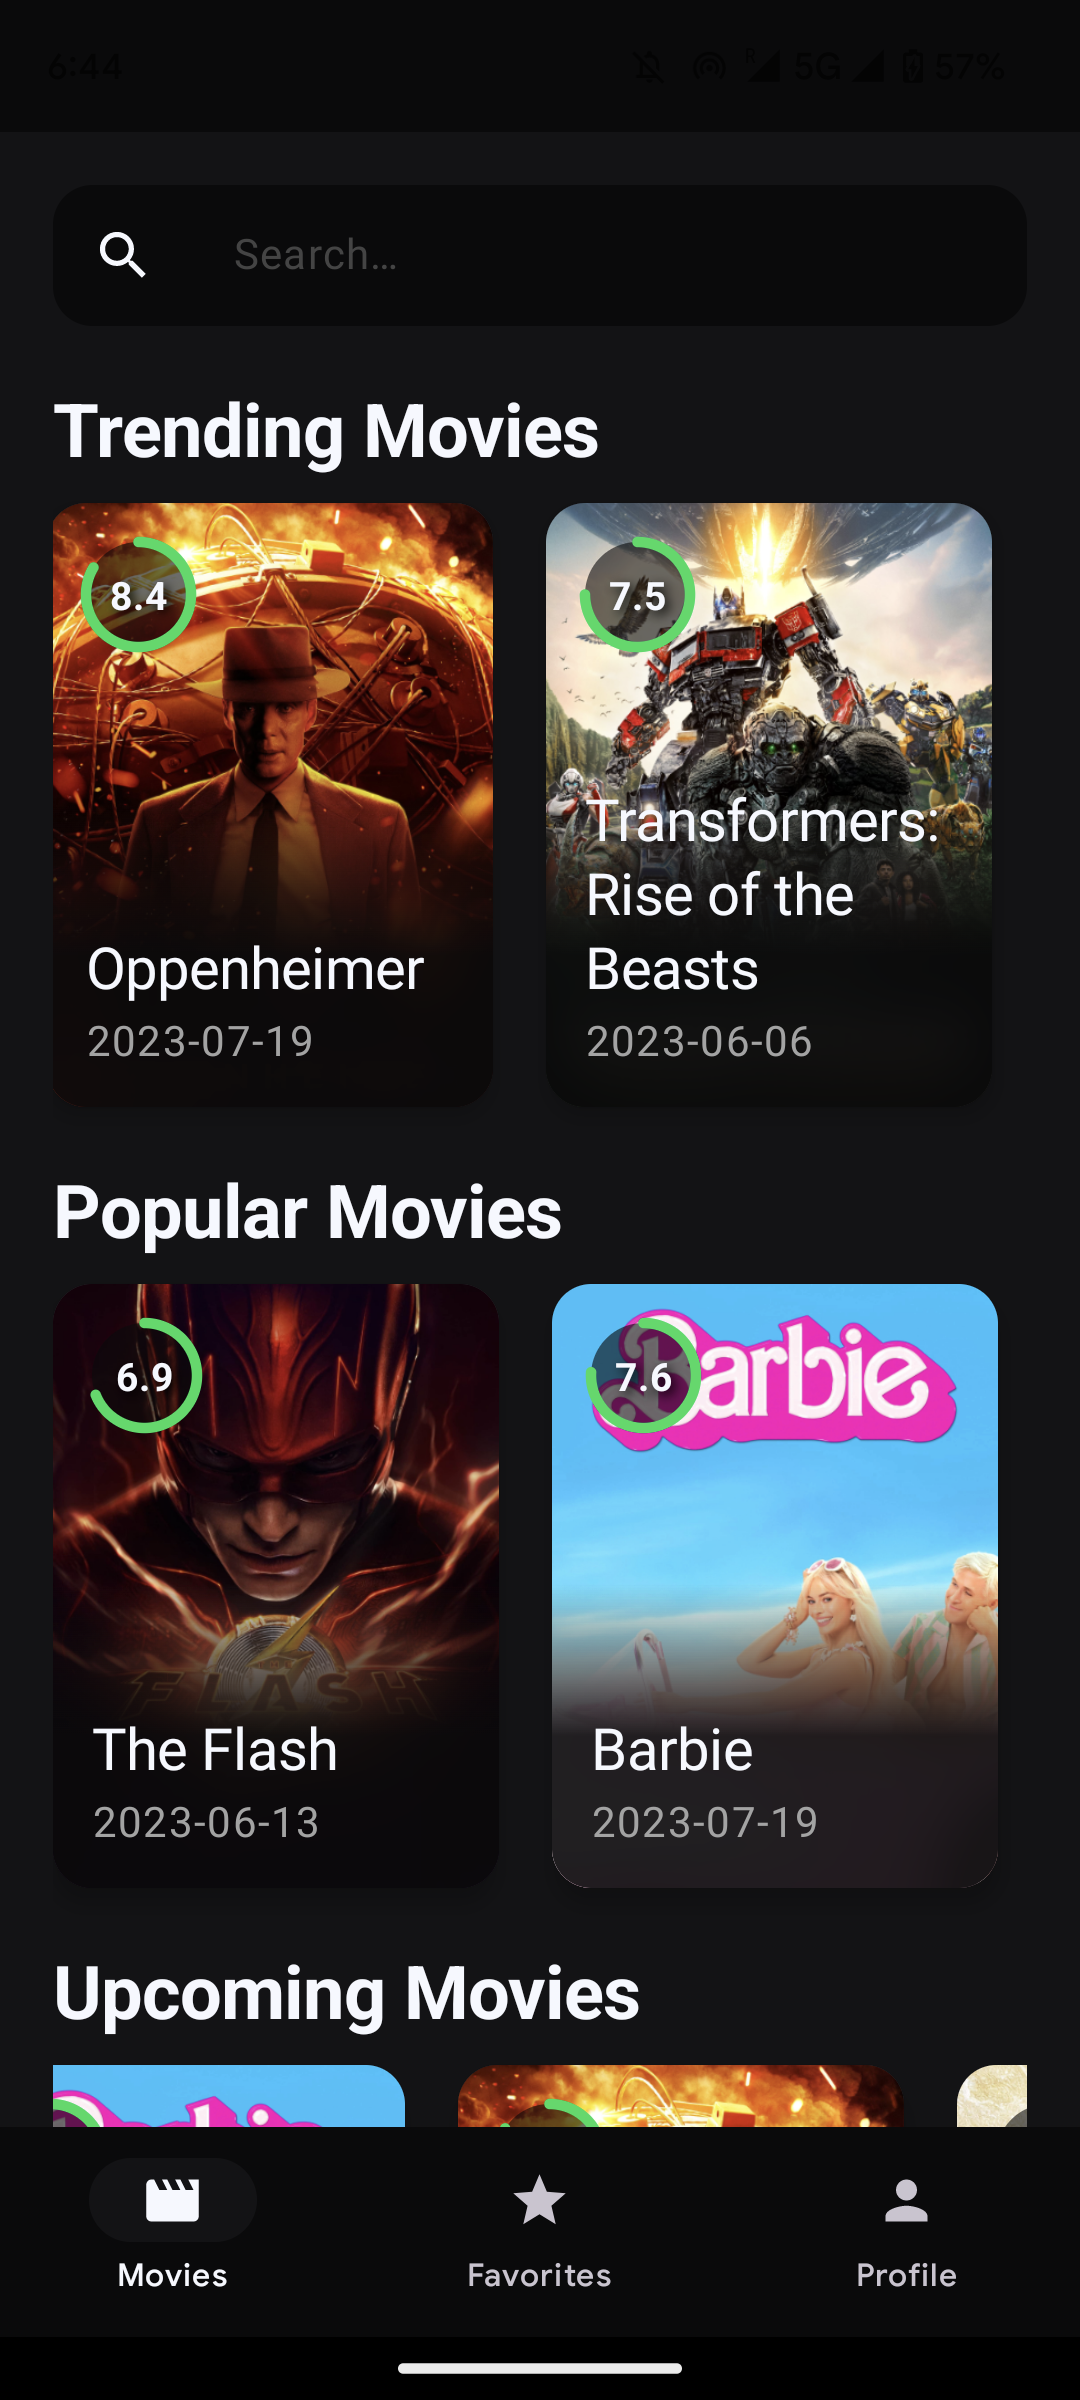 6:44
R 5G 57%
Search...
Trending Movies
8.4
7.5
Oppenheimer
2023-07-19
Transformers:
Rise of the
Beasts
2023-06-06
Popular Movies
6.9
7.6
Barbie
FLASH
The Flash
2023-06-13
Barbie
2023-07-19
Upcoming Movies
Barbie
Movies
Favorites
Profile